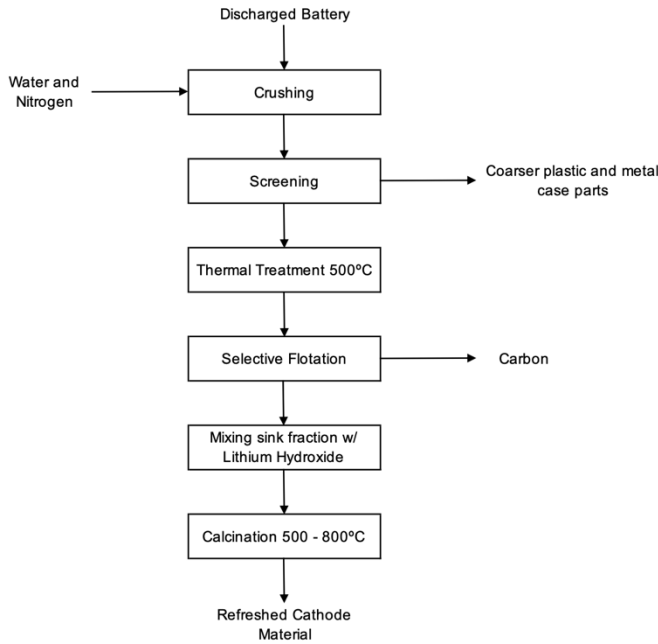 Discharged Battery
Water and
Nitrogen
Crushing
Screening
Coarser plastic and metal
case parts
Thermal Treatment 500ºC
Selective Flotation
Carbon
Mixing sink fraction w/
Lithium Hydroxide
Calcination 500 - 800ºC
Refreshed Cathode
Material